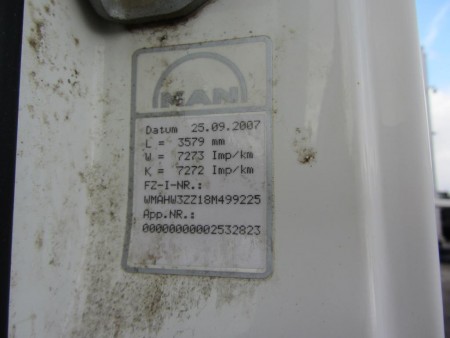 MAN
Datum 25.09.2007
L = 3579 mm
W = 7273 Imp/km
K = 7272 Imp/km
FZ-I-NR.:
WMAHW3ZZ18M499225
App.NR.:
00000000002532823